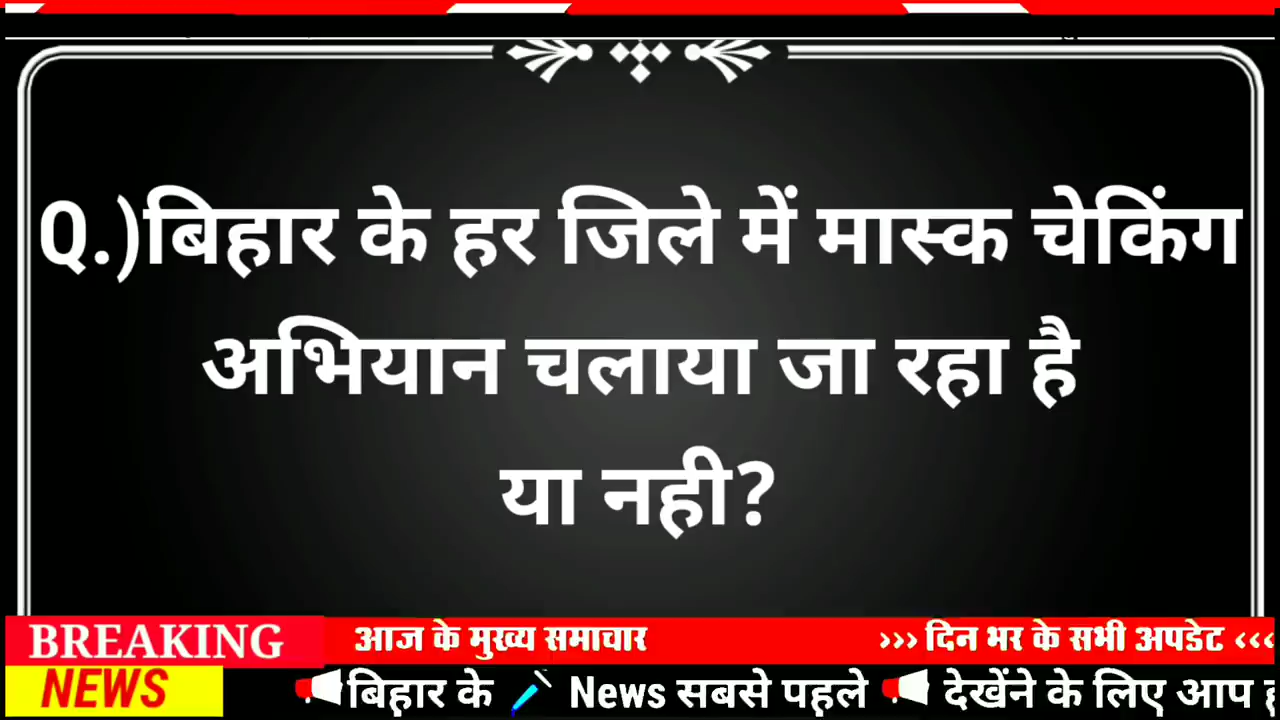 Q.)बिहार के हर जिले में मास्क चेकिंग
अभियान चलाया जा रहा है
या नही?
BREAKING
NEWS
आज के मुख्य समाचार
>>> दिन भर के सभी अपडेट <<<
बिहार के News सबसे पहले देखेंने के लिए आप